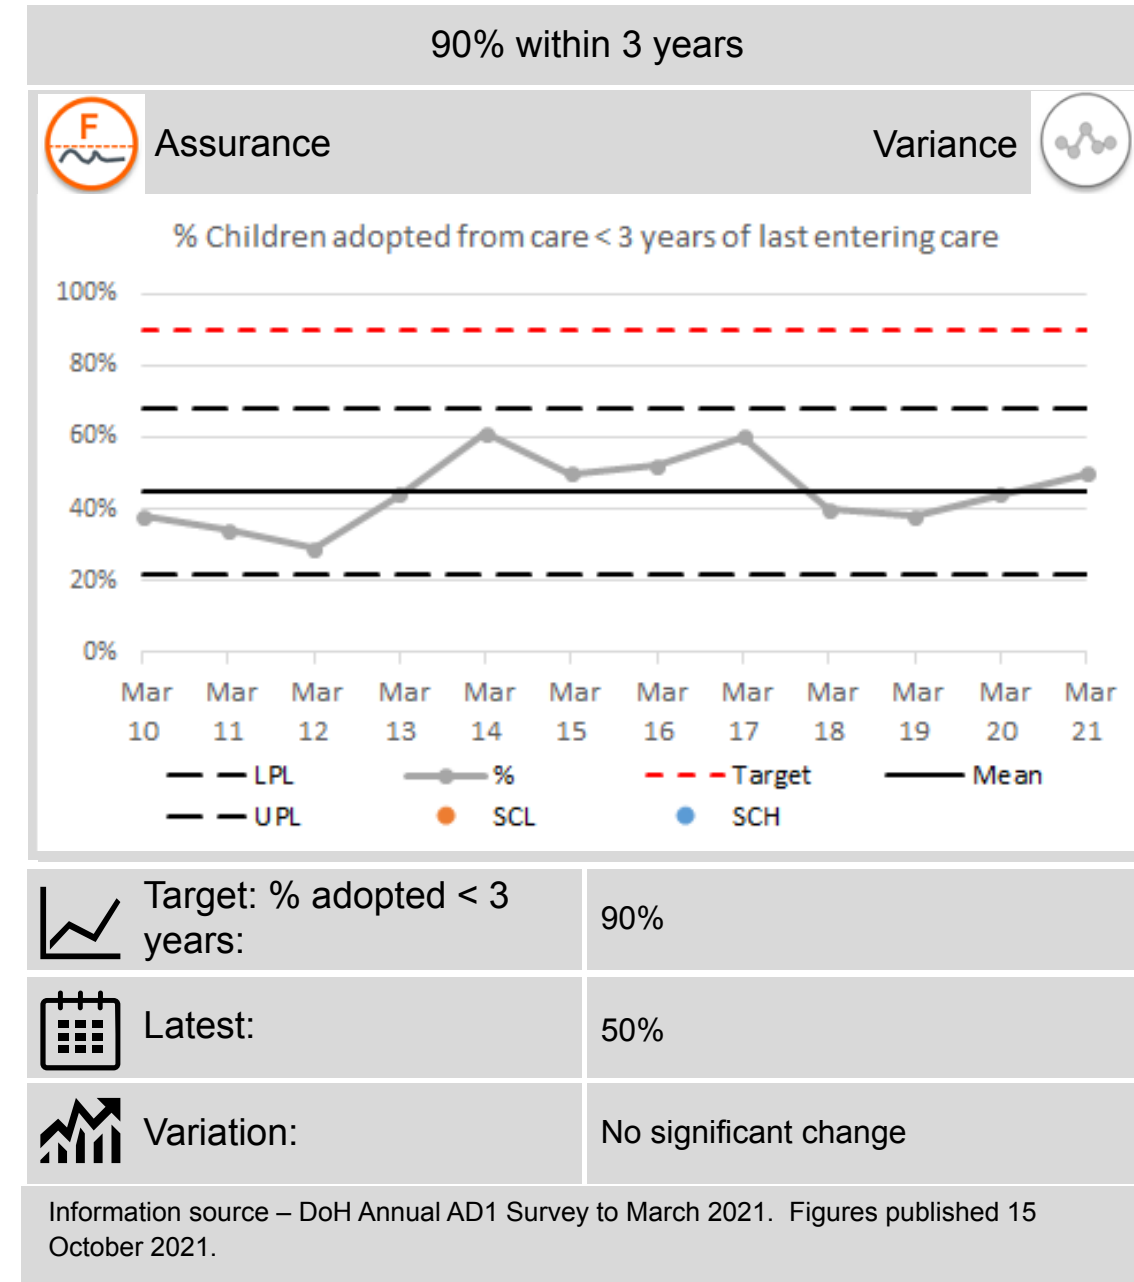 90% within 3 years
F
Assurance
Variance
% Children adopted from care < 3 years of last entering care
100%
80%
60%
40%
20%
0%
Mar Mar Mar Mar Mar Mar Mar Mar Mar Mar Mar Mar
10 11 12 13 14 15 16 17 18 19 20 21
LPL % Target Mean
UPL SCL SCH
Target: % adopted < 3
years:
90%
Latest:
50%
Variation:
No significant change
Information source – DoH Annual AD1 Survey to March 2021.  Figures published 15
October 2021.